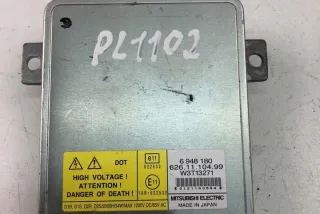 PL1102
DOT
HIGH VOLTAGE!
ATTENTION!
DANGER OF DEATH!
E11
6 948 180
626.11.104.99
W3T13271
MITSUBISHI ELECTRIC
MADE IN JAPAN